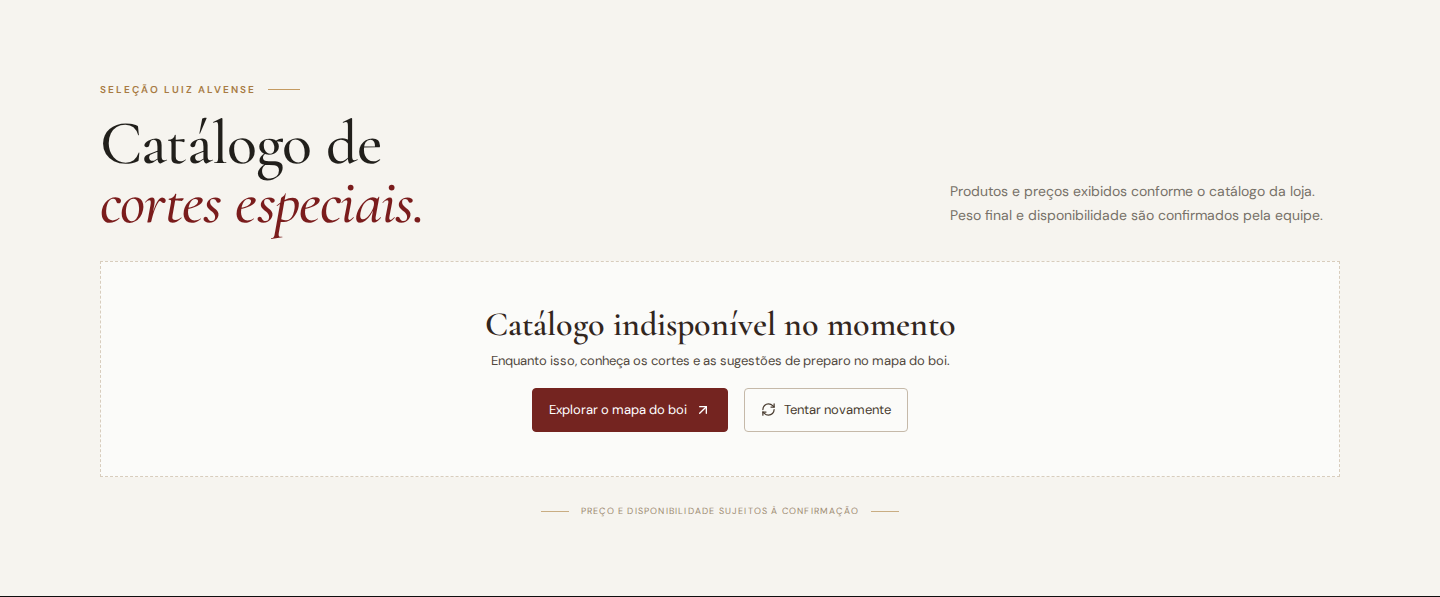 SELEÇÃO LUIZ ALVENSE
Catálogo de
cortes especiais.
Produtos e preços exibidos conforme o catálogo da loja.
Peso final e disponibilidade são confirmados pela equipe.
Catálogo indisponível no momento
Enquanto isso, conheça os cortes e as sugestões de preparo no mapa do boi.
Explorar o mapa do boi
Tentar novamente
PREÇO E DISPONIBILIDADE SUJEITOS À CONFIRMAÇÃO